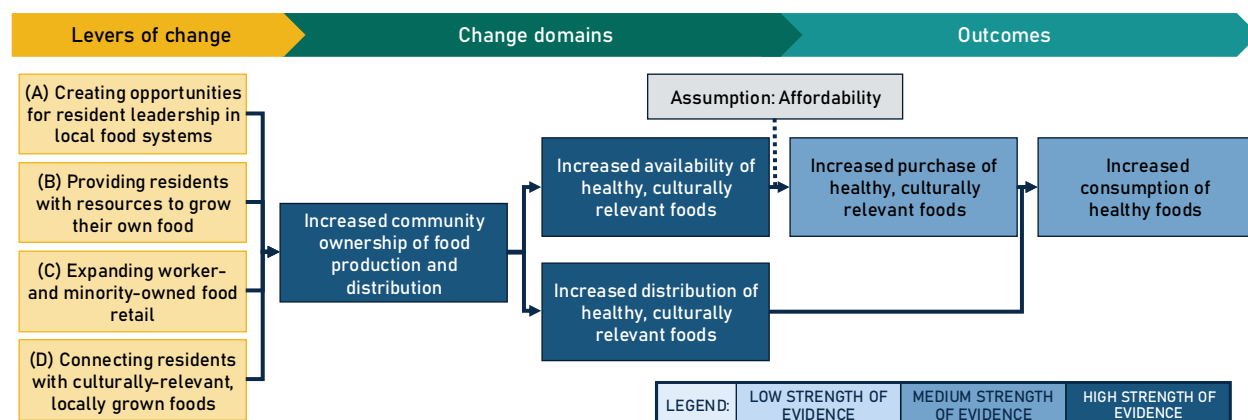 Levers of change
Change domains
Outcomes
(A) Creating opportunities
for resident leadership in
local food systems
(B) Providing residents
with resources to grow
their own food
(C) Expanding worker-
and minority-owned food
retail
(D) Connecting residents
with culturally-relevant,
locally grown foods
Increased community
ownership of food
production and
distribution
Increased availability of
healthy, culturally
relevant foods
Increased distribution of
healthy, culturally
relevant foods
Assumption: Affordability
Increased purchase of
healthy, culturally
relevant foods
Increased
consumption of
healthy foods
LEGEND:
LOW STRENGTH OF
EVIDENCE
MEDIUM STRENGTH
OF EVIDENCE
HIGH STRENGTH OF
EVIDENCE